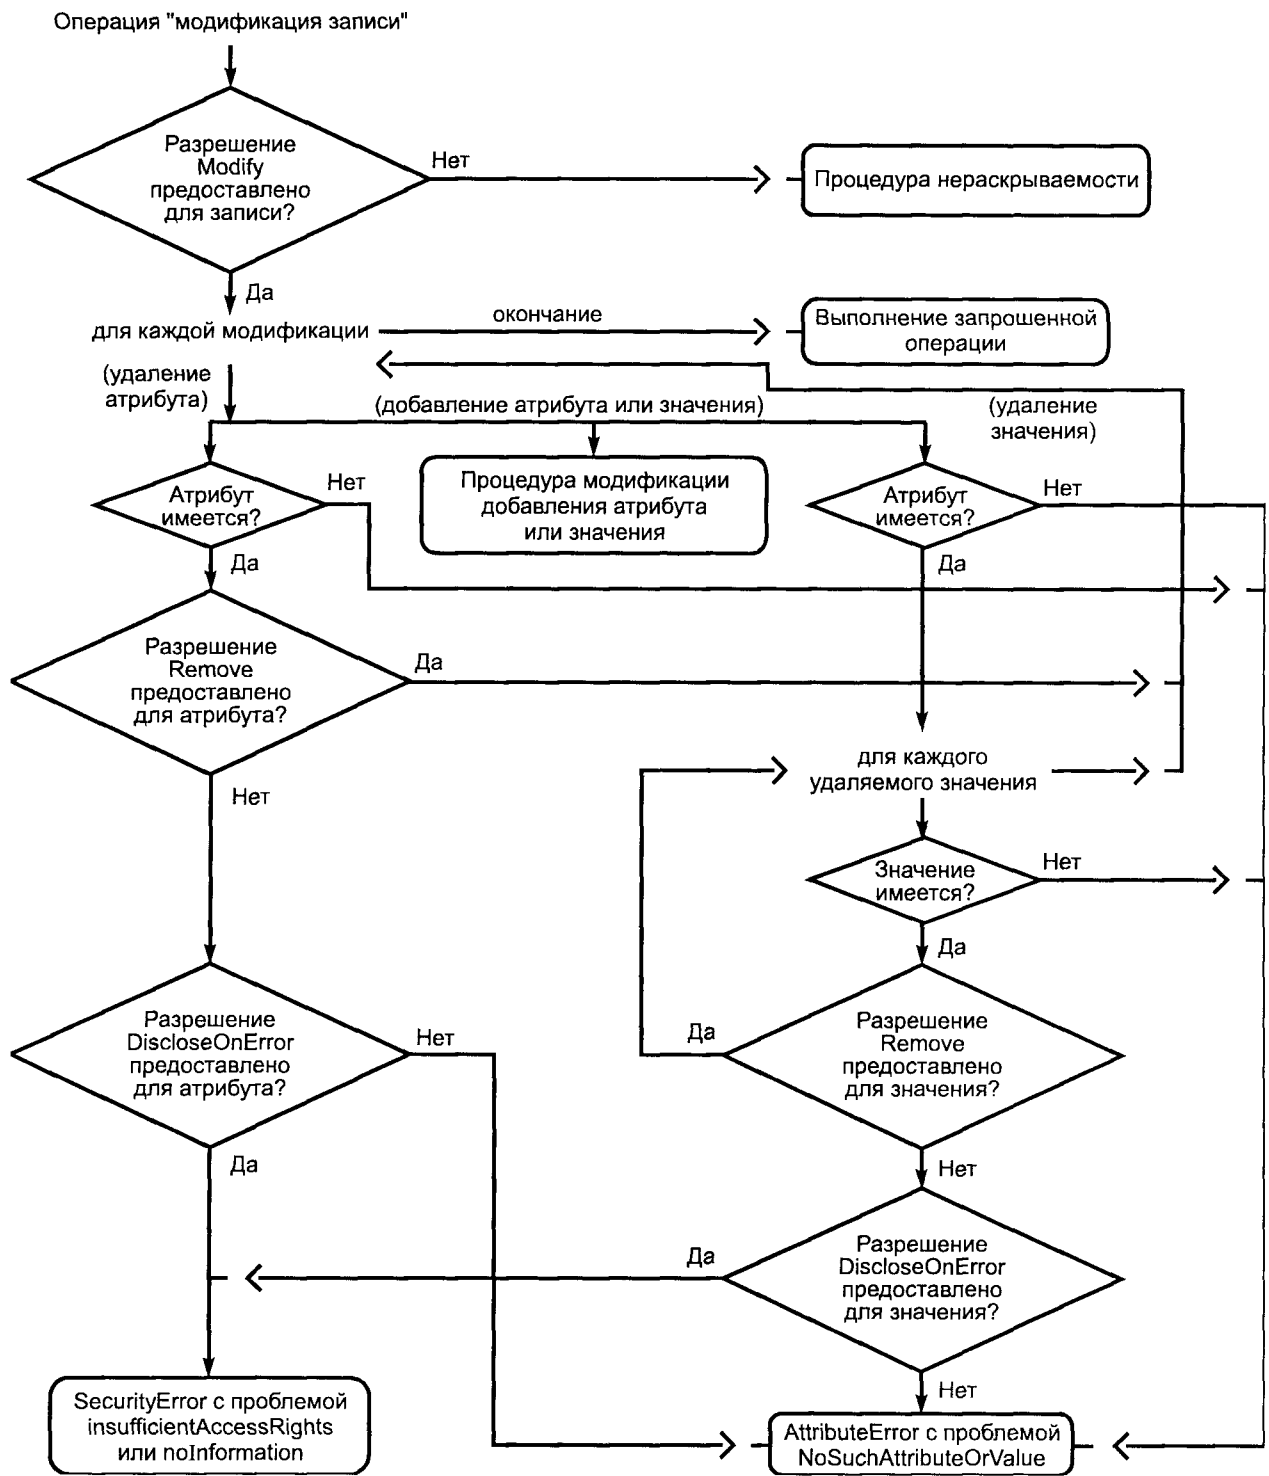 Операция "модификация записи"
Разрешение
Modify
предоставлено
для записи?
Нет
Процедура нераскрываемости
Да
для каждой модификации
окончание
Выполнение запрошенной
операции
(удаление
атрибута)
(добавление атрибута или значения)
(удаление
значения)
Атрибут
имеется?
Нет
Процедура модификации
добавления атрибута
или значения
Атрибут
имеется?
Нет
Да
Да
Разрешение
Remove
предоставлено
для атрибута?
Да
Нет
для каждого
удаляемого значения
Значение
имеется?
Нет
Да
Разрешение
DiscloseOnError
предоставлено
для атрибута?
Нет
Да
Разрешение
Remove
предоставлено
для значения?
Да
Нет
Да
Разрешение
DiscloseOnError
предоставлено
для значения?
Нет
SecurityError с проблемой
insufficientAccessRights
или noInformation
AttributeError с проблемой
NoSuchAttributeOrValue